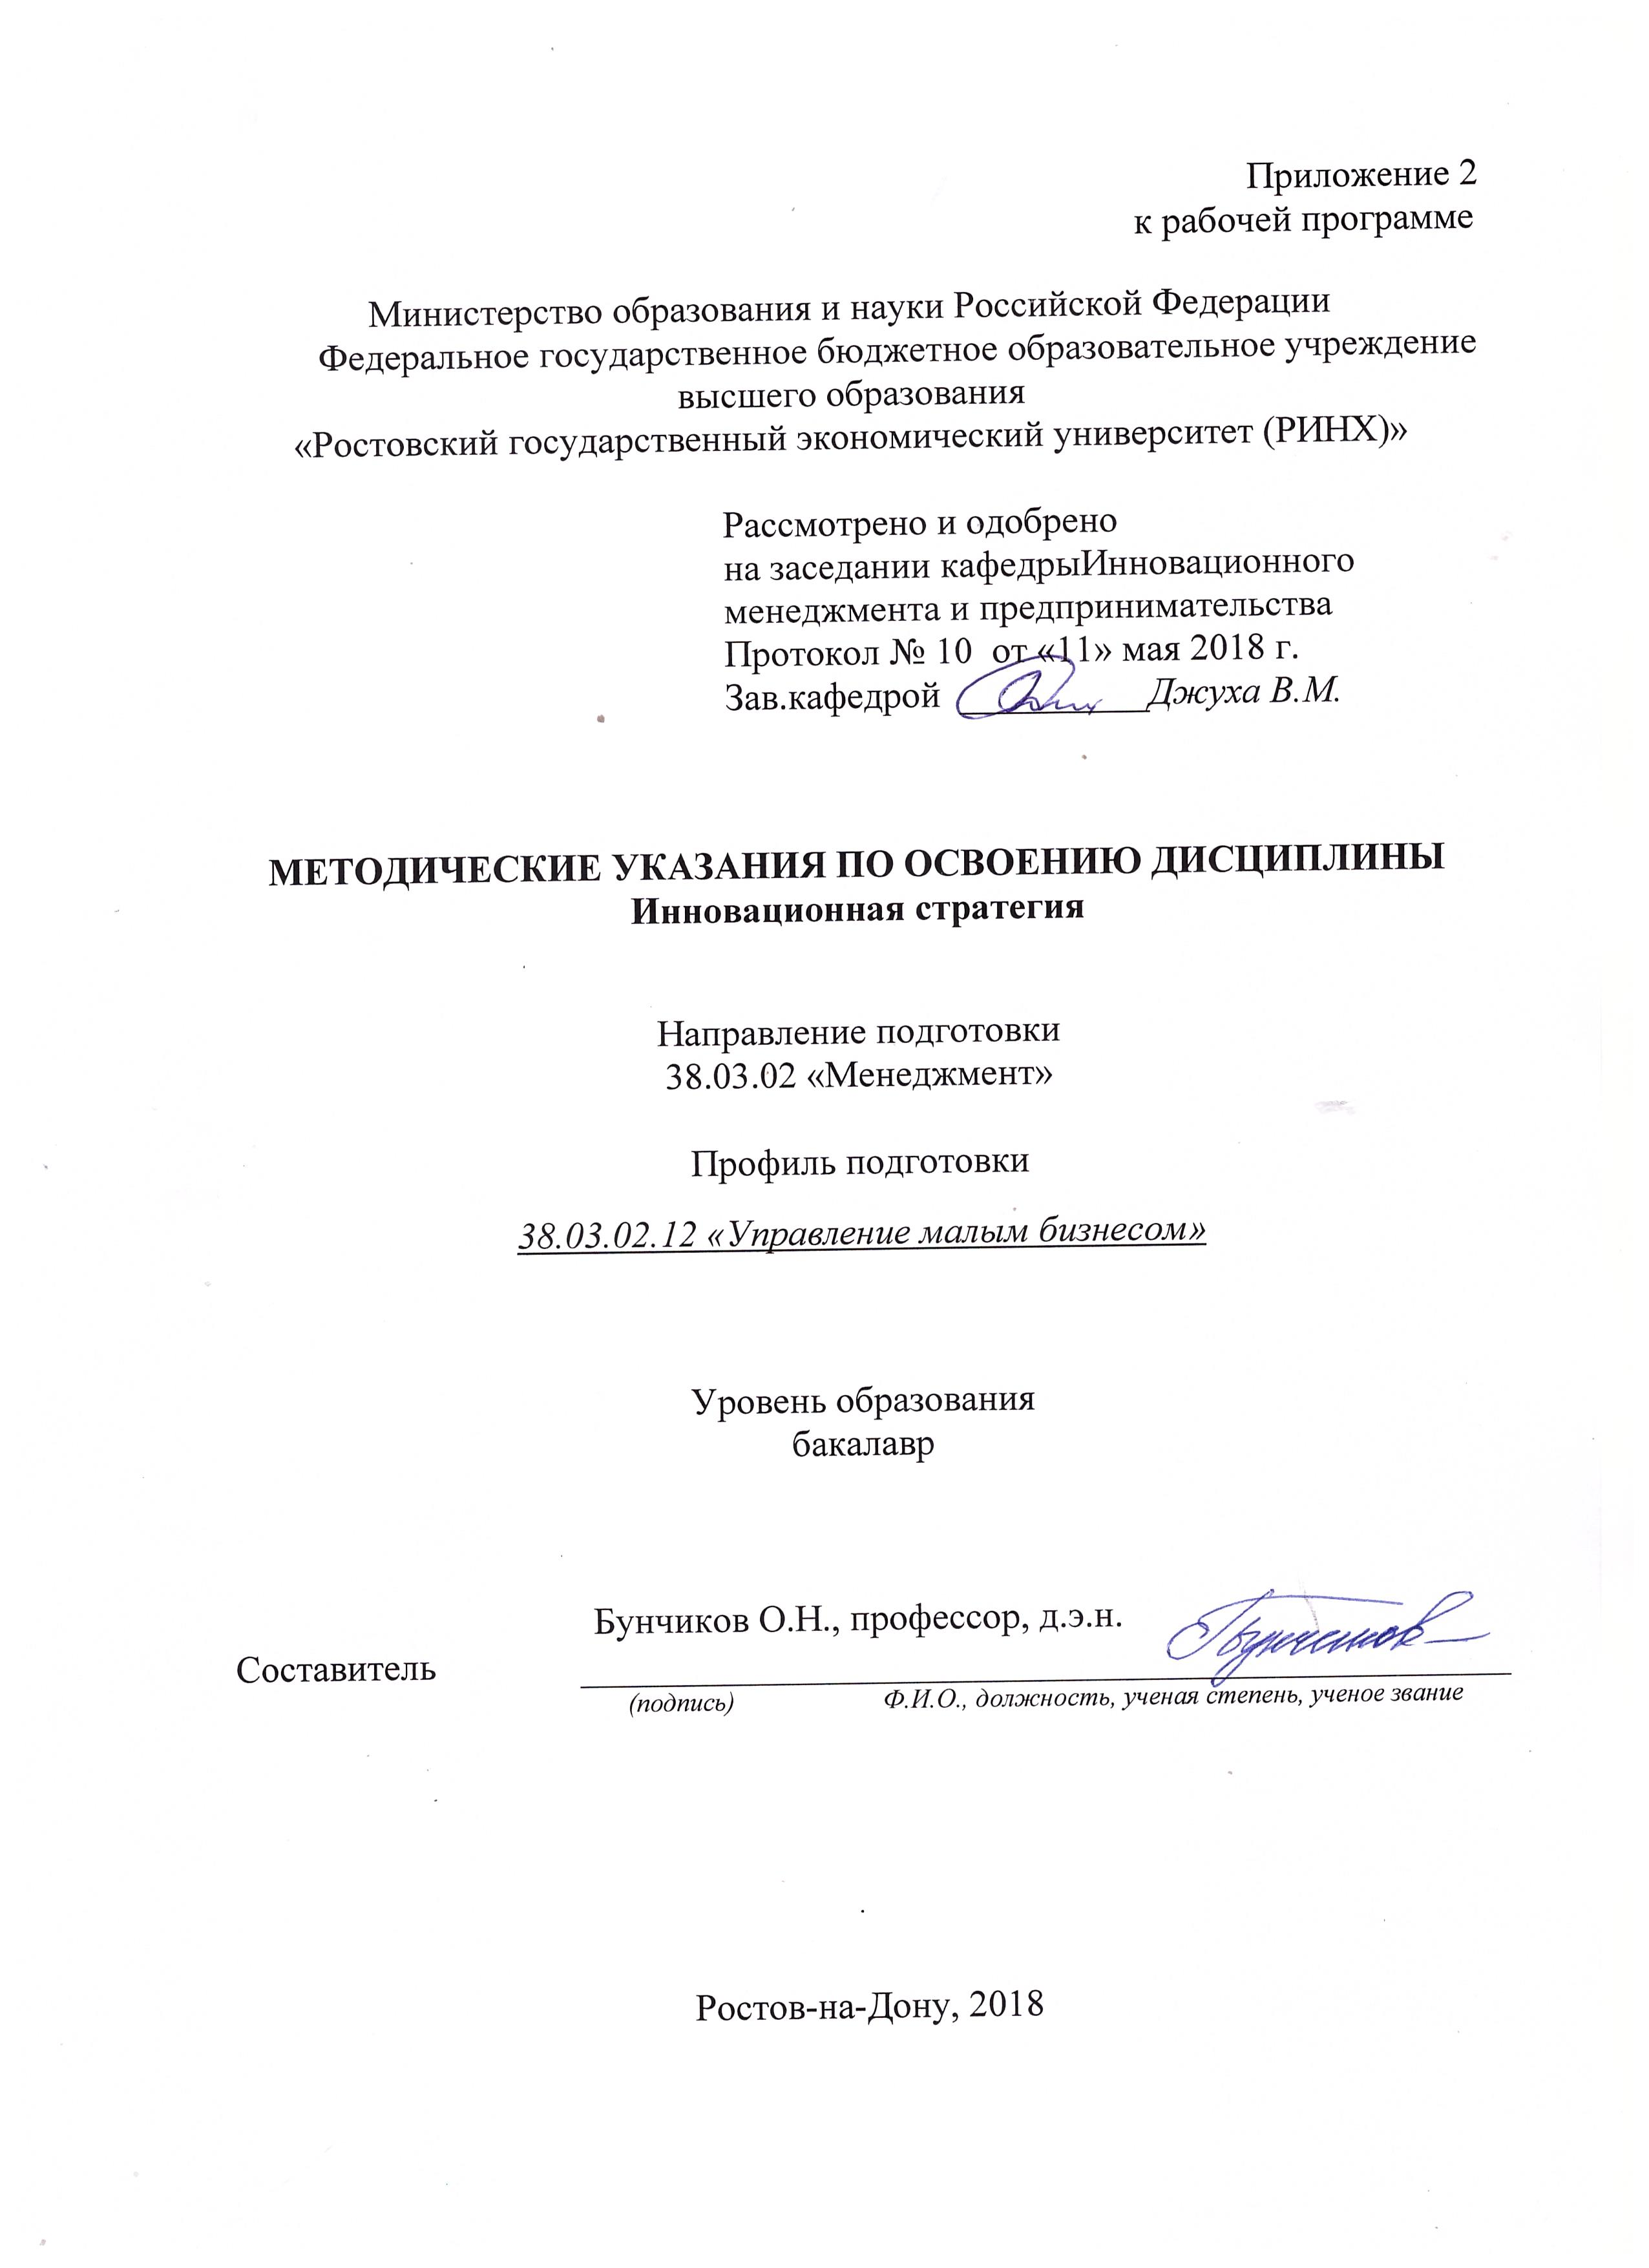 Приложение 2
к рабочей программе
Министерство образования и науки Российской Федерации
Федеральное государственное бюджетное образовательное учреждение
высшего образования
«Ростовский государственный экономический университет (РИНХ)»
Рассмотрено и одобрено
на заседании кафедрыИнновационного
менеджмента и предпринимательства
Протокол № 10 от «11» мая 2018 г.
Зав.кафедрой Джуха В.М.
МЕТОДИЧЕСКИЕ УКАЗАНИЯ ПО ОСВОЕНИЮ ДИСЦИПЛИНЫ
Инновационная стратегия
Направление подготовки
38.03.02 «Менеджмент»
Профиль подготовки
38.03.02.12 «Управление малым бизнесом»
Уровень образования
бакалавр
Бунчиков О.Н., профессор, д.э.н.
Составитель
(подпись) Ф.И.О., должность, ученая степень, ученое звание
Ростов-на-Дону, 2018